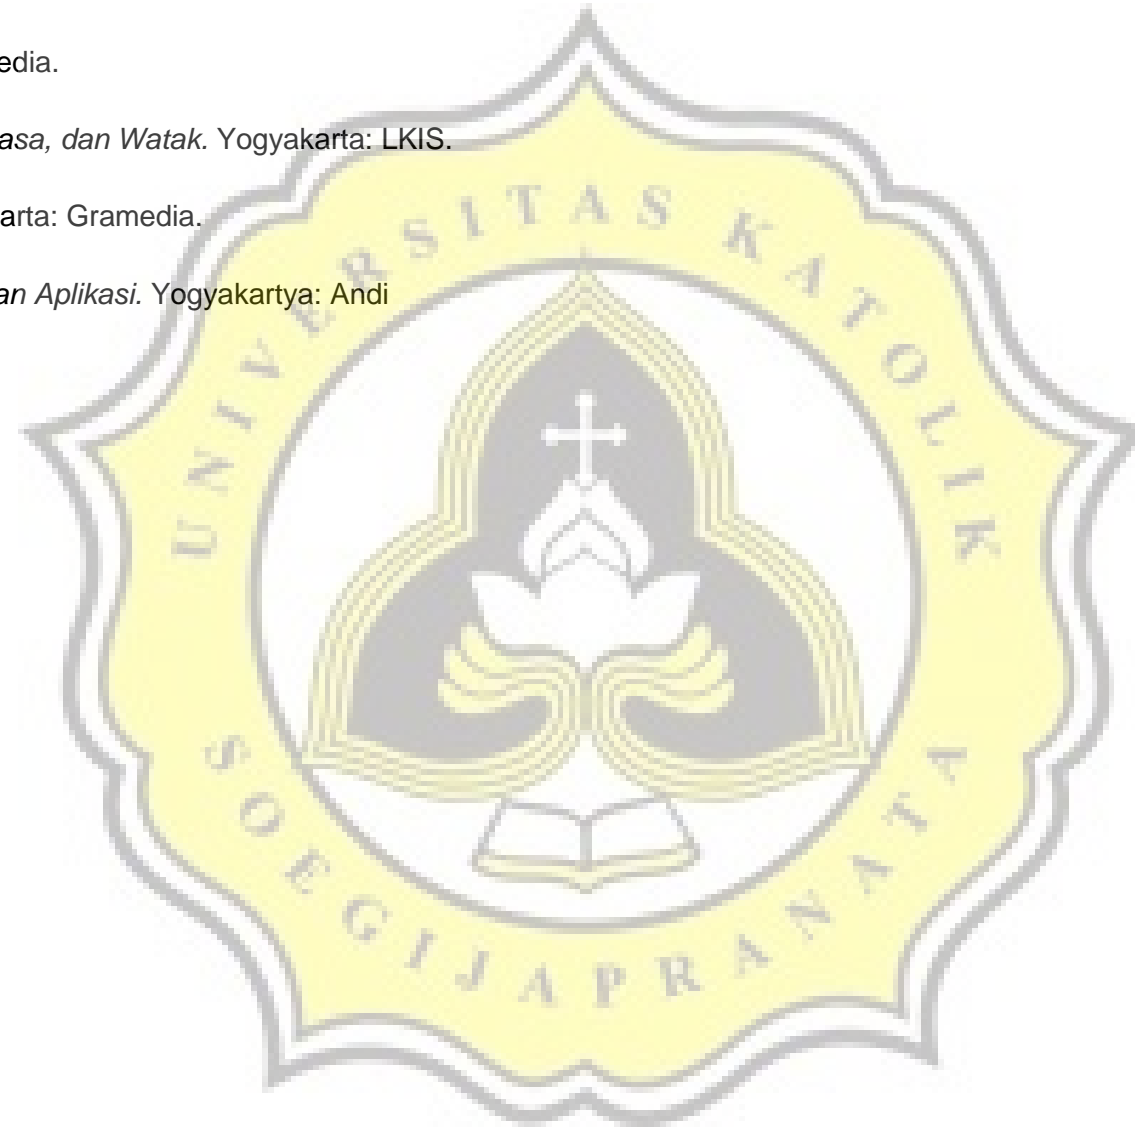 edia.
asa, dan Watak. Yogyakarta: LKIS.
arta: Gramedia.
an Aplikasi. Yogyakartya: Andi
UNIVERSITAS KATOLIK
SOEGIJAPRANATA